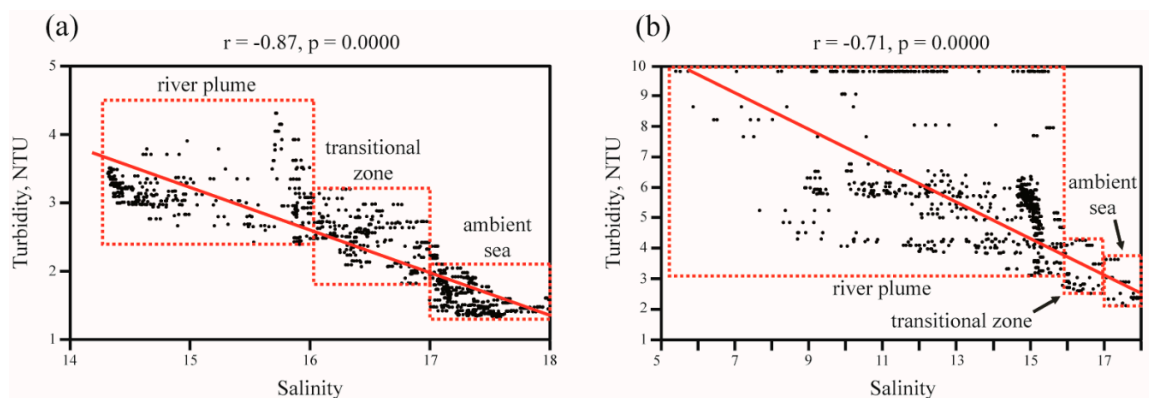 (a)
r = -0.87, p = 0.0000
5
4
3
2
1
Turbidity, NTU
river plume
transitional
zone
ambient
sea
14
15
16
17
18
Salinity
(b)
r = -0.71, p = 0.0000
10
9
8
7
6
5
4
3
2
1
Turbidity, NTU
ambient
sea
river plume
transitional zone
5
7
9
11
13
15
17
Salinity